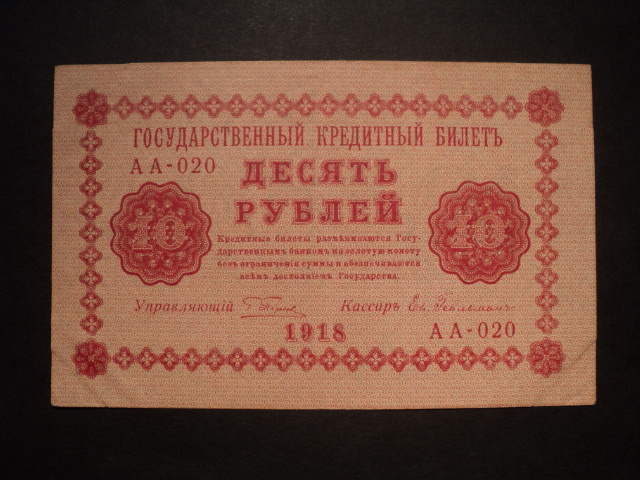 ГОСУДАРСТВЕННЫЙ КРЕДИТНЫЙ БИЛЕТЪ
АА-020
ДЕСЯТЬ
РУБЛЕЙ
10 10
Кредитные билеты размѣниваются Госу-
дарственнымъ банкомъ на золотую монету
безъ ограниченія суммы и обезпечиваются
всѣмъ достояніемъ Государства.
Управляющій Кассиръ
1918
АА-020